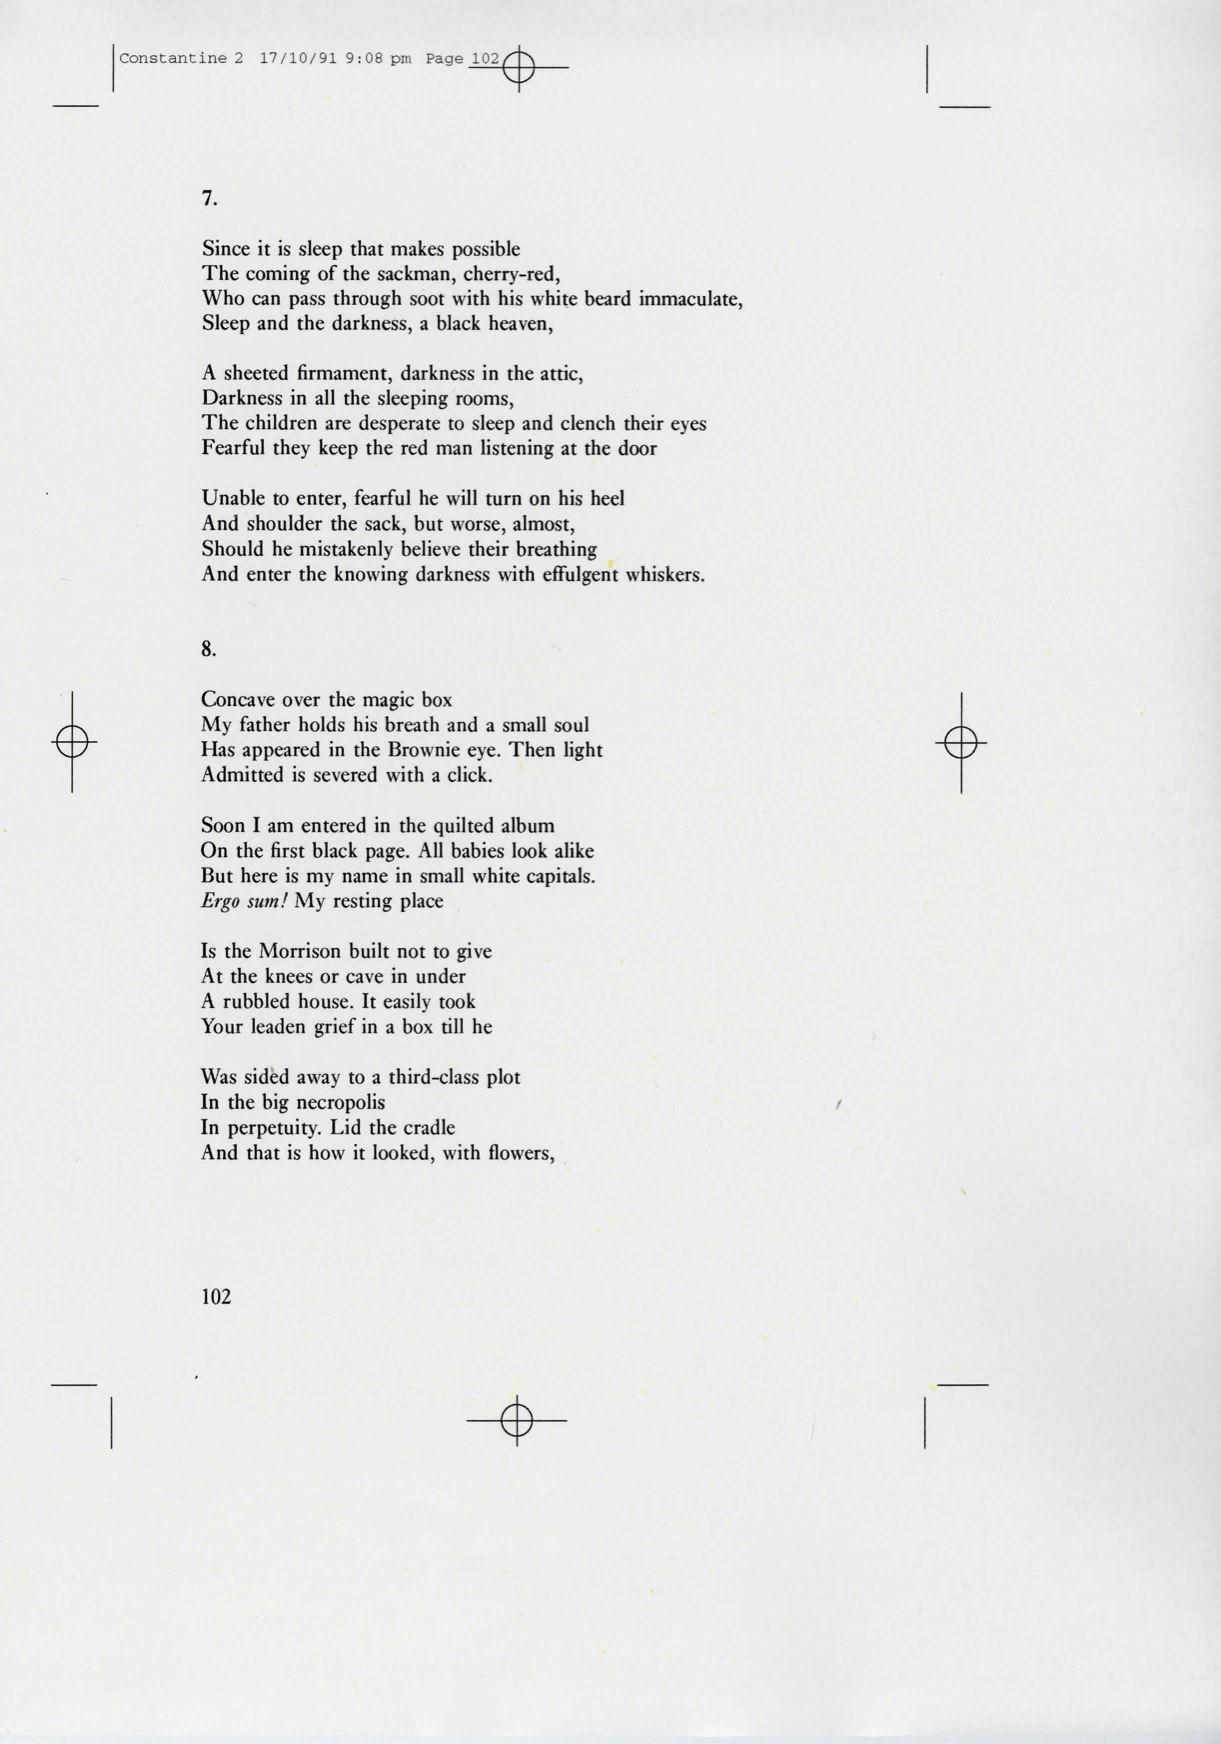 Constantine 2 17/10/91 9:08 pm Page 102
7.
Since it is sleep that makes possible
The coming of the sackman, cherry-red,
Who can pass through soot with his white beard immaculate,
Sleep and the darkness, a black heaven,
A sheeted firmament, darkness in the attic,
Darkness in all the sleeping rooms,
The children are desperate to sleep and clench their eyes
Fearful they keep the red man listening at the door
Unable to enter, fearful he will turn on his heel
And shoulder the sack, but worse, almost,
Should he mistakenly believe their breathing
And enter the knowing darkness with effulgent whiskers.
8.
Concave over the magic box
My father holds his breath and a small soul
Has appeared in the Brownie eye. Then light
Admitted is severed with a click.
Soon I am entered in the quilted album
On the first black page. All babies look alike
But here is my name in small white capitals.
Ergo sum! My resting place
Is the Morrison built not to give
At the knees or cave in under
A rubbled house. It easily took
Your leaden grief in a box till he
Was sided away to a third-class plot
In the big necropolis
In perpetuity. Lid the cradle
And that is how it looked, with flowers,
102